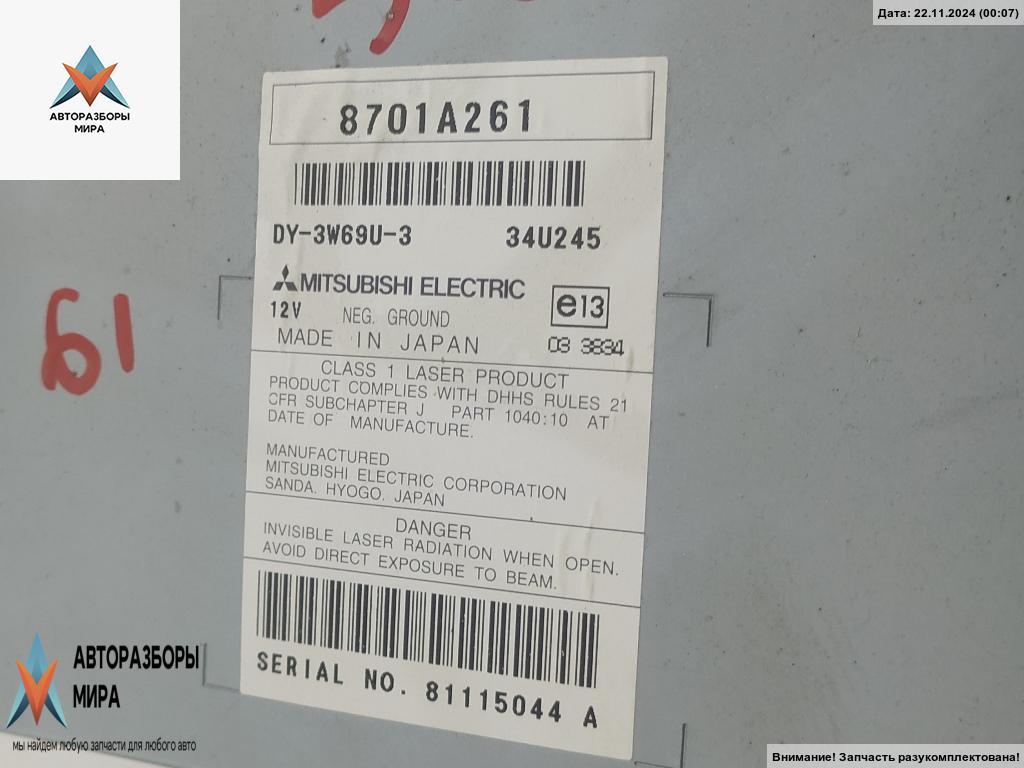 Дата: 22.11.2024 (00:07)
АВТОРАЗБОРЫ
МИРА
8701A261
DY-3W69U-3 34U245
MITSUBISHI ELECTRIC
e13
12V NEG. GROUND
MADE IN JAPAN 03 3834
CLASS 1 LASER PRODUCT
PRODUCT COMPLIES WITH DHHS RULES 21
CFR SUBCHAPTER J PART 1040:10 AT
DATE OF MANUFACTURE.
MANUFACTURED
MITSUBISHI ELECTRIC CORPORATION
SANDA. HYOGO. JAPAN
DANGER
INVISIBLE LASER RADIATION WHEN OPEN.
AVOID DIRECT EXPOSURE TO BEAM.
SERIAL NO. 81115044 A
АВТОРАЗБОРЫ
МИРА
мы найдем любую запчасти для любого авто
Внимание! Запчасть разукомплектована!